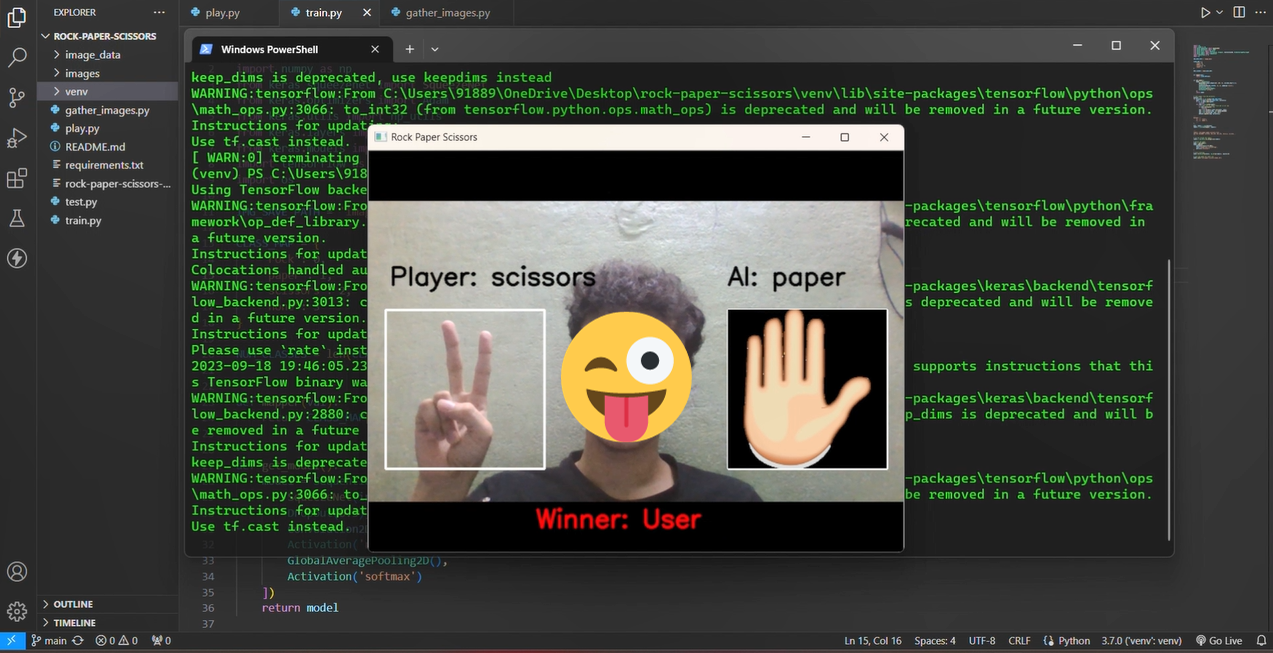 EXPLORER
ROCK-PAPER-SCISSORS
image_data
images
venv
gather_images.py
play.py
README.md
requirements.txt
rock-paper-scissors-...
test.py
train.py
OUTLINE
TIMELINE
play.py train.py gather_images.py
Windows PowerShell
keep_dims is deprecated, use keepdims instead
WARNING:tensorflow:From C:\Users\91889\OneDrive\Desktop\rock-paper-scissors\venv\lib\site-packages\tensorflow\python\ops
\math_ops.py:3066: to_int32 (from tensorflow.python.ops.math_ops) is deprecated and will be removed in a future version.
Instructions for updating:
Use tf.cast instead.
[ WARN:0] terminating
(venv) PS C:\Users\918
Using TensorFlow backe
WARNING:tensorflow:Fro -packages\tensorflow\python\fra
mework\op_def_library. recated and will be removed in
a future version.
Instructions for updat
Colocations handled au
WARNING:tensorflow:Fro -packages\keras\backend\tensorf
low_backend.py:3013: c s deprecated and will be remove
d in a future version.
Instructions for updat
Please use `rate` inst
2023-09-18 19:46:05.23 supports instructions that thi
s TensorFlow binary wa
WARNING:tensorflow:Fro -packages\keras\backend\tensorf
low_backend.py:2880: c p_dims is deprecated and will b
e removed in a future
Instructions for updat
keep_dims is deprecate
WARNING:tensorflow:Fro -packages\tensorflow\python\ops
\math_ops.py:3066: to_ be removed in a future version.
Instructions for updat
Use tf.cast instead.
Rock Paper Scissors
Player: scissors AI: paper
Winner: User
33 GlobalAveragePooling2D(),
34 Activation('softmax')
35 ])
36 return model
37
main 0 0 0 Ln 15, Col 16 Spaces: 4 UTF-8 CRLF Python 3.7.0 ('venv': venv) Go Live